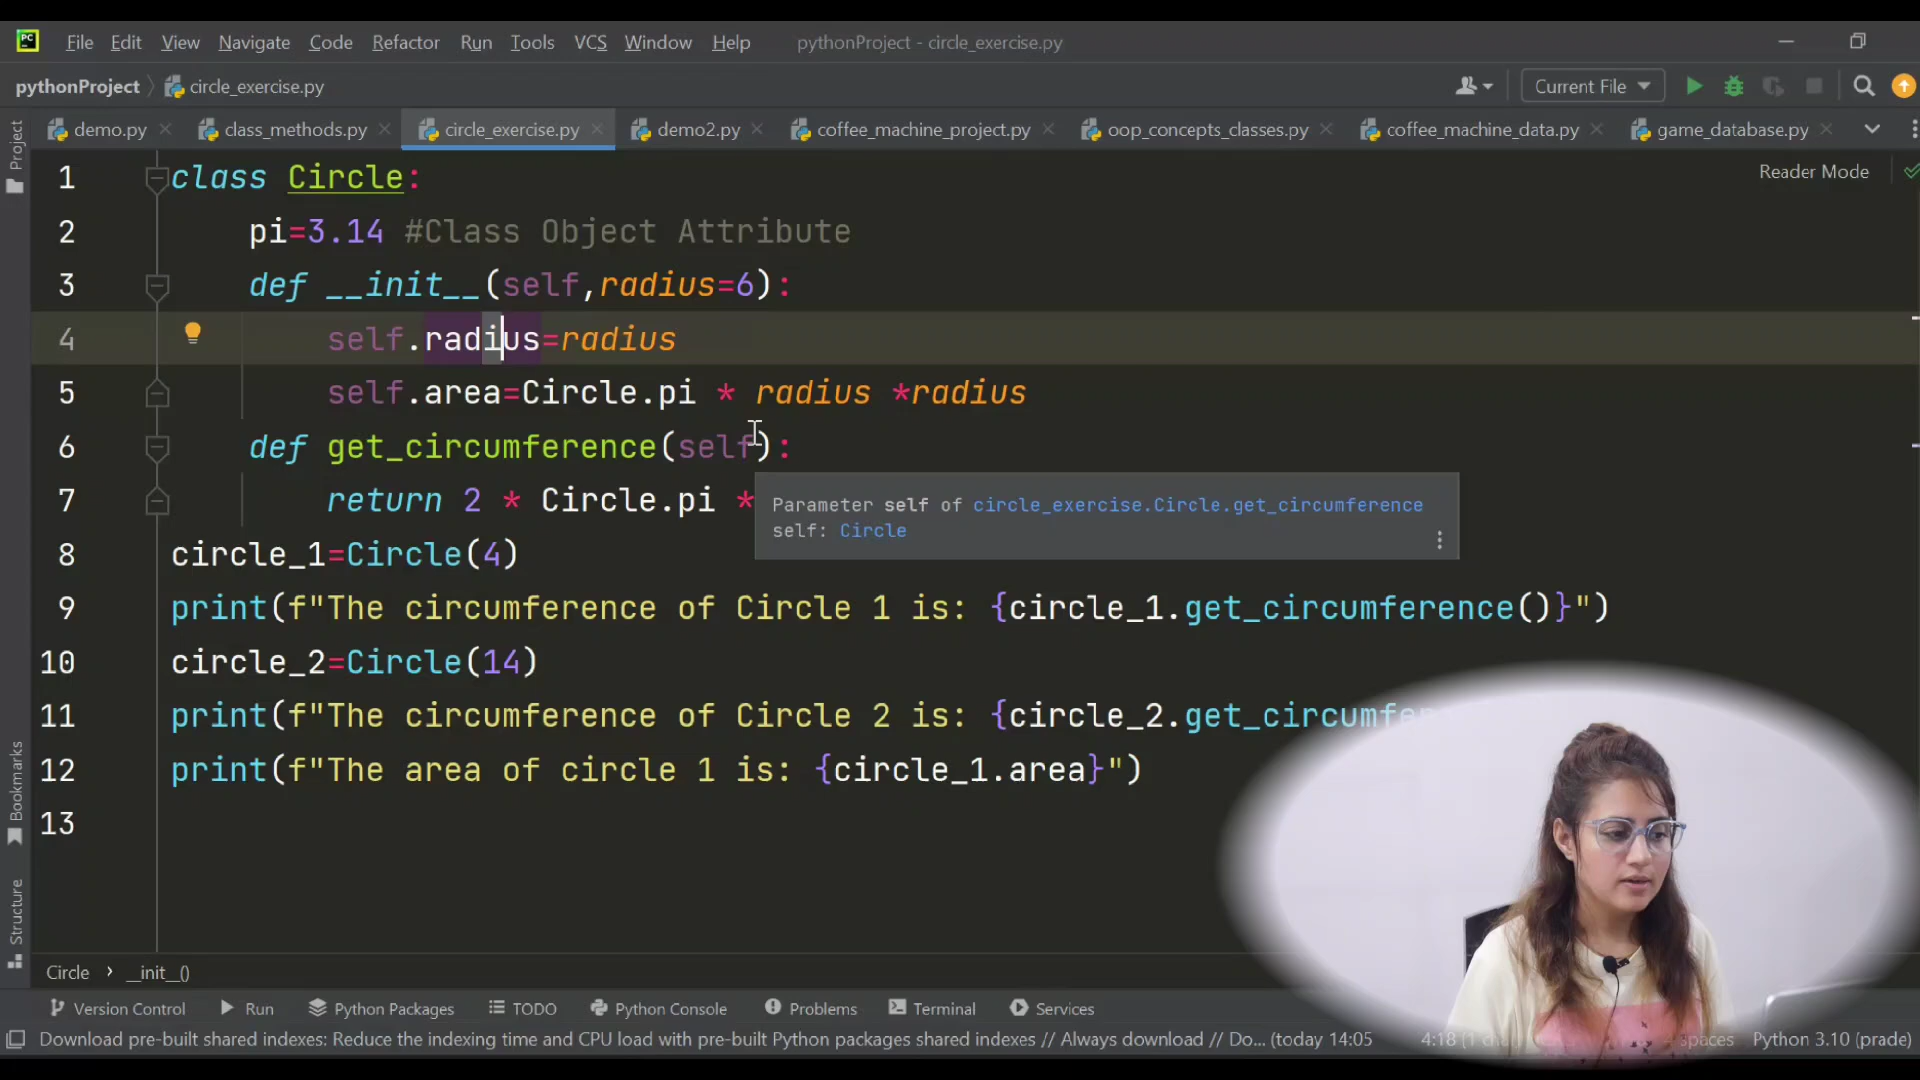 PC File Edit View Navigate Code Refactor Run Tools VCS Window Help pythonProject - circle_exercise.py
pythonProject circle_exercise.py Current File
demo.py class_methods.py circle_exercise.py demo2.py coffee_machine_project.py oop_concepts_classes.py coffee_machine_data.py game_database.py
Project
Reader Mode
1 class Circle:
2 pi=3.14 #Class Object Attribute
3 def __init__(self,radius=6):
4 self.radius=radius
5 self.area=Circle.pi * radius *radius
6 def get_circumference(self):
7 return 2 * Circle.pi *
Parameter self of circle_exercise.Circle.get_circumference
self: Circle
8 circle_1=Circle(4)
9 print(f"The circumference of Circle 1 is: {circle_1.get_circumference()}")
10 circle_2=Circle(14)
11 print(f"The circumference of Circle 2 is: {circle_2.get_circumfe
12 print(f"The area of circle 1 is: {circle_1.area}")
13
Bookmarks
Structure
Circle __init__()
Version Control Run Python Packages TODO Python Console Problems Terminal Services
Download pre-built shared indexes: Reduce the indexing time and CPU load with pre-built Python packages shared indexes // Always download // Do... (today 14:05 4:18 spaces Python 3.10 (prade)